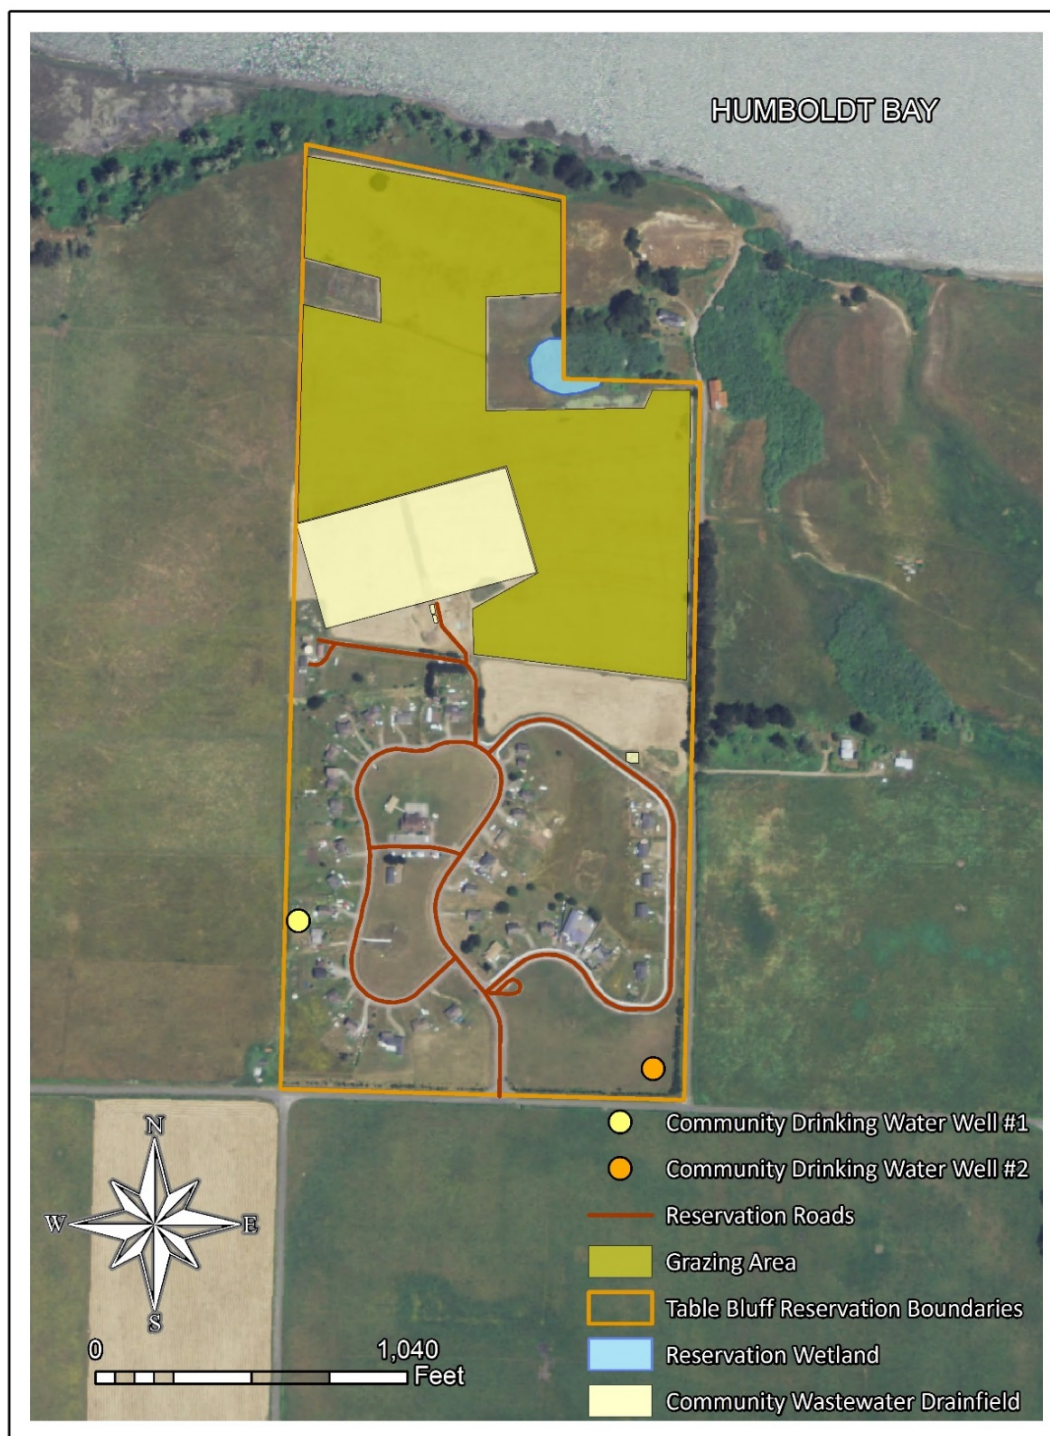 HUMBOLDT BAY
Community Drinking Water Well #1
Community Drinking Water Well #2
Reservation Roads
Grazing Area
Table Bluff Reservation Boundaries
Reservation Wetland
Community Wastewater Drainfield
N
W E
S
0 1,040
Feet